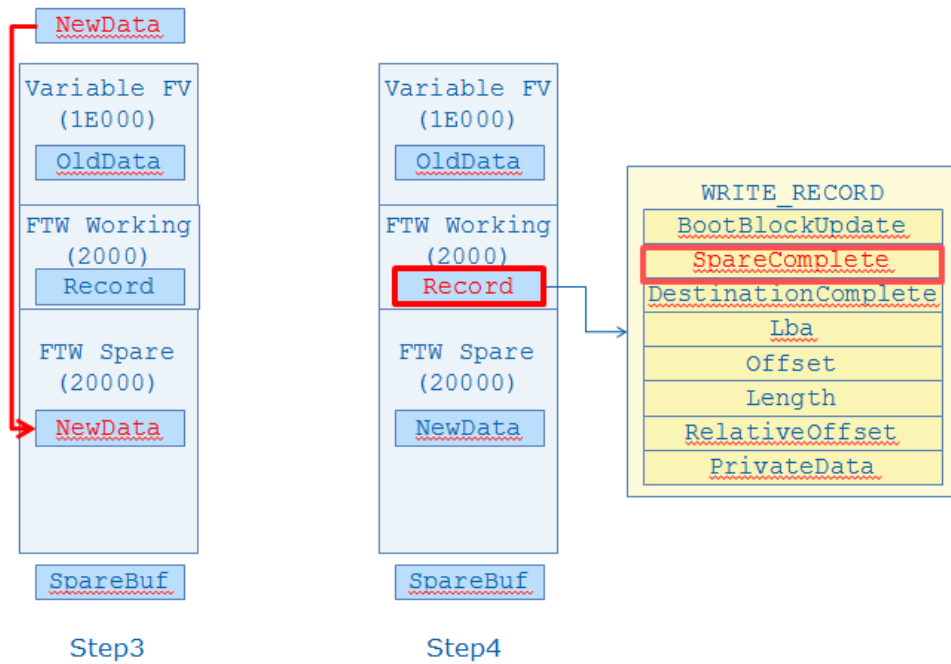 NewData
Variable FV
(1E000)
OldData
FTW Working
(2000)
Record
FTW Spare
(20000)
NewData
SpareBuf
Step3
Variable FV
(1E000)
OldData
FTW Working
(2000)
Record
FTW Spare
(20000)
NewData
SpareBuf
Step4
WRITE_RECORD
BootBlockUpdate
SpareComplete
DestinationComplete
Lba
Offset
Length
RelativeOffset
PrivateData